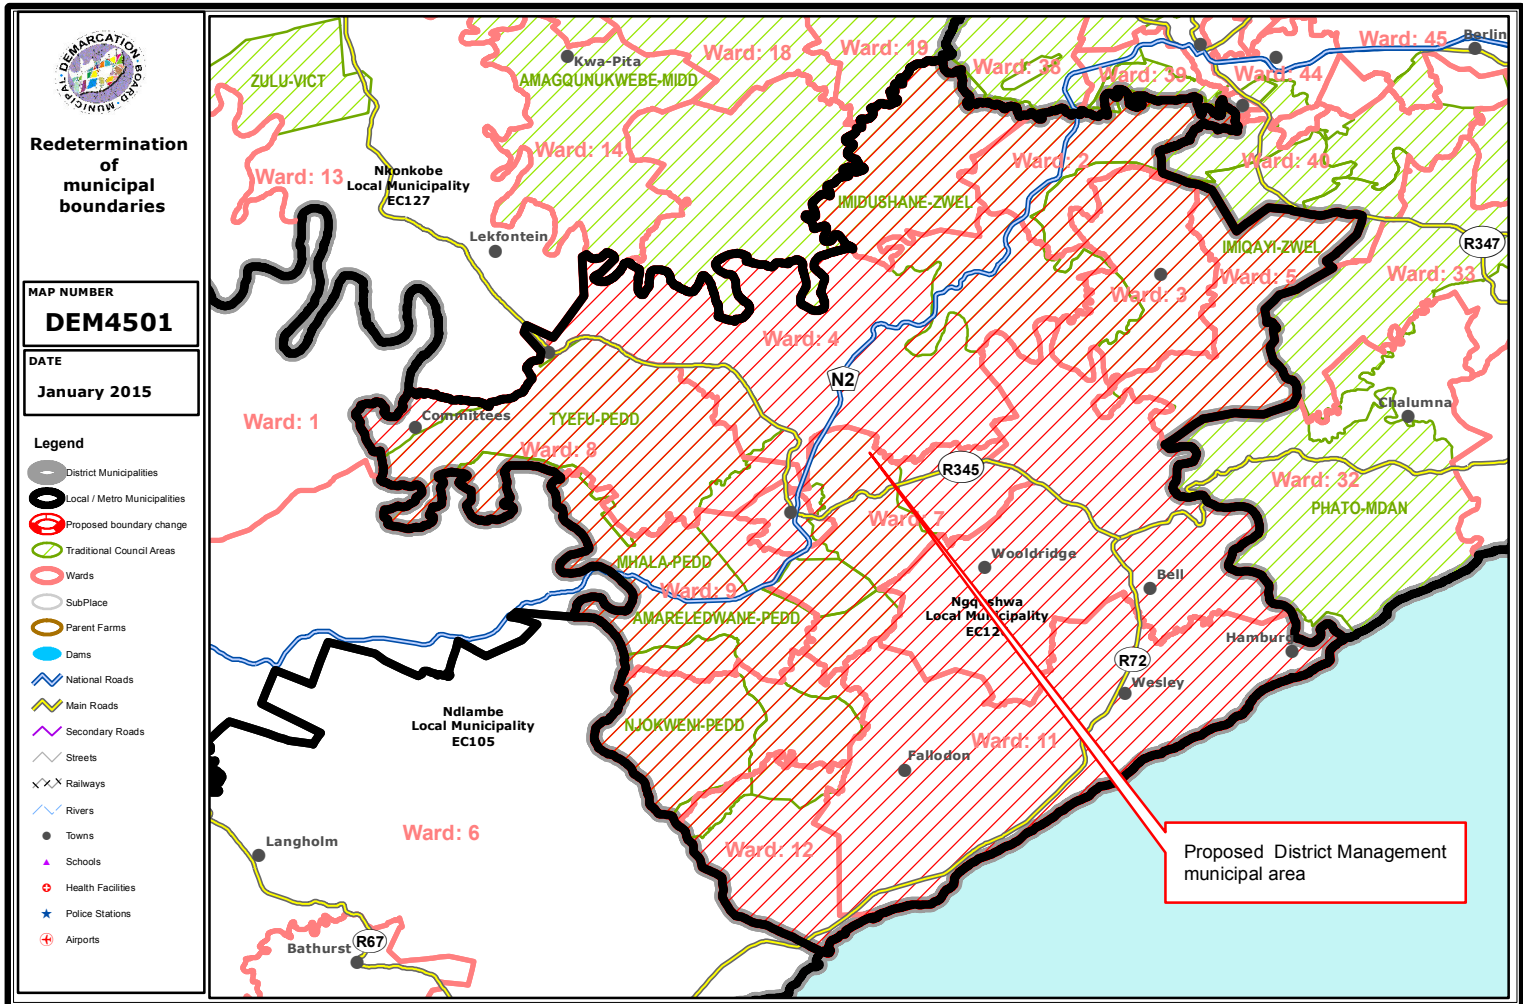 MUNICIPAL DEMARCATION BOARD
Redetermination
of
municipal
boundaries
MAP NUMBER
DEM4501
DATE
January 2015
Legend
District Municipalities
Local / Metro Municipalities
Proposed boundary change
Traditional Council Areas
Wards
SubPlace
Parent Farms
Dams
National Roads
Main Roads
Secondary Roads
Streets
Railways
Rivers
Towns
Schools
Health Facilities
Police Stations
Airports
ZULU-VICT
Kwa-Pita
AMAGQUNUKWEBE-MIDD
Ward: 18
Ward: 19
Ward: 38
Ward: 39
Ward: 44
Ward: 45
Berlin
Ward: 13
Nkonkobe
Local Municipality
EC127
Ward: 14
Ward: 2
Ward: 40
Lekfontein
IMIDUSHANE-ZWEL
IMIQAYI-ZWEL
R347
Ward: 3
Ward: 5
Ward: 33
Ward: 4
N2
Ward: 1
Committees
TYEFU-PEDD
Ward: 8
Chalumna
R345
Ward: 32
PHATO-MDAN
Ward: 7
Wooldridge
MHALA-PEDD
Ward: 9
Bell
AMARELEDWANE-PEDD
Ngqushwa
Local Municipality
EC12
Hamburg
R72
Wesley
Ndlambe
Local Municipality
EC105
NJOKWENI-PEDD
Ward: 11
Fallodon
Ward: 6
Langholm
Ward: 12
Proposed District Management
municipal area
Bathurst
R67